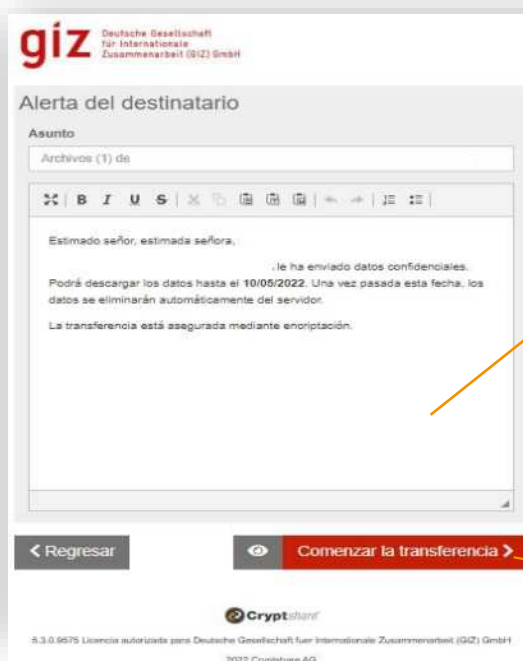 giz
Deutsche Gesellschaft
für Internationale
Zusammenarbeit (GIZ) GmbH
Alerta del destinatario
Asunto
Archivos (1) de
B I U S
Estimado señor, estimada señora,
, le ha enviado datos confidenciales.
Podrá descargar los datos hasta el 10/05/2022. Una vez pasada esta fecha, los
datos se eliminarán automáticamente del servidor.
La transferencia está asegurada mediante encriptación.
Regresar
Comenzar la transferencia
Cryptshare
5.3.0.9575 Licencia autorizada para Deutsche Gesellschaft fuer Internationale Zusammenarbeit (GIZ) GmbH
2022 Cryptshare AG